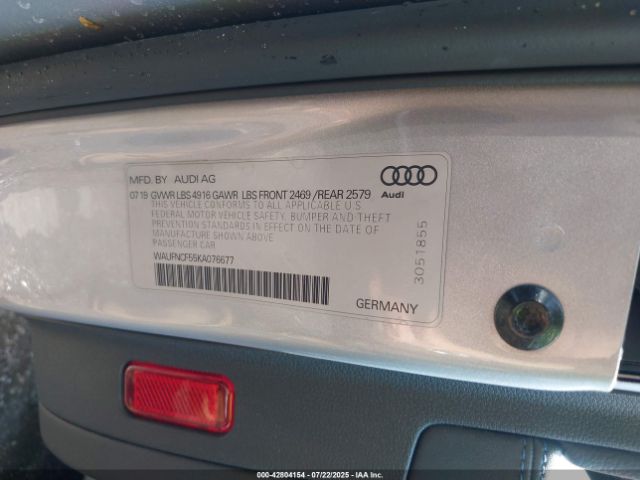 MFD. BY AUDI AG
07 19 GVWR LBS 4916 GAWR LBS FRONT 2469 /REAR 2579
THIS VEHICLE CONFORMS TO ALL APPLICABLE U.S
FEDERAL MOTOR VEHICLE SAFETY, BUMPER AND THEFT
PREVENTION STANDARDS IN EFFECT ON THE DATE OF
MANUFACTURE SHOWN ABOVE
PASSENGER CAR
WAUFNCF55KA076677
Audi
3051855
GERMANY
000-42804154 | 07/22/2025 | IAAI.COM